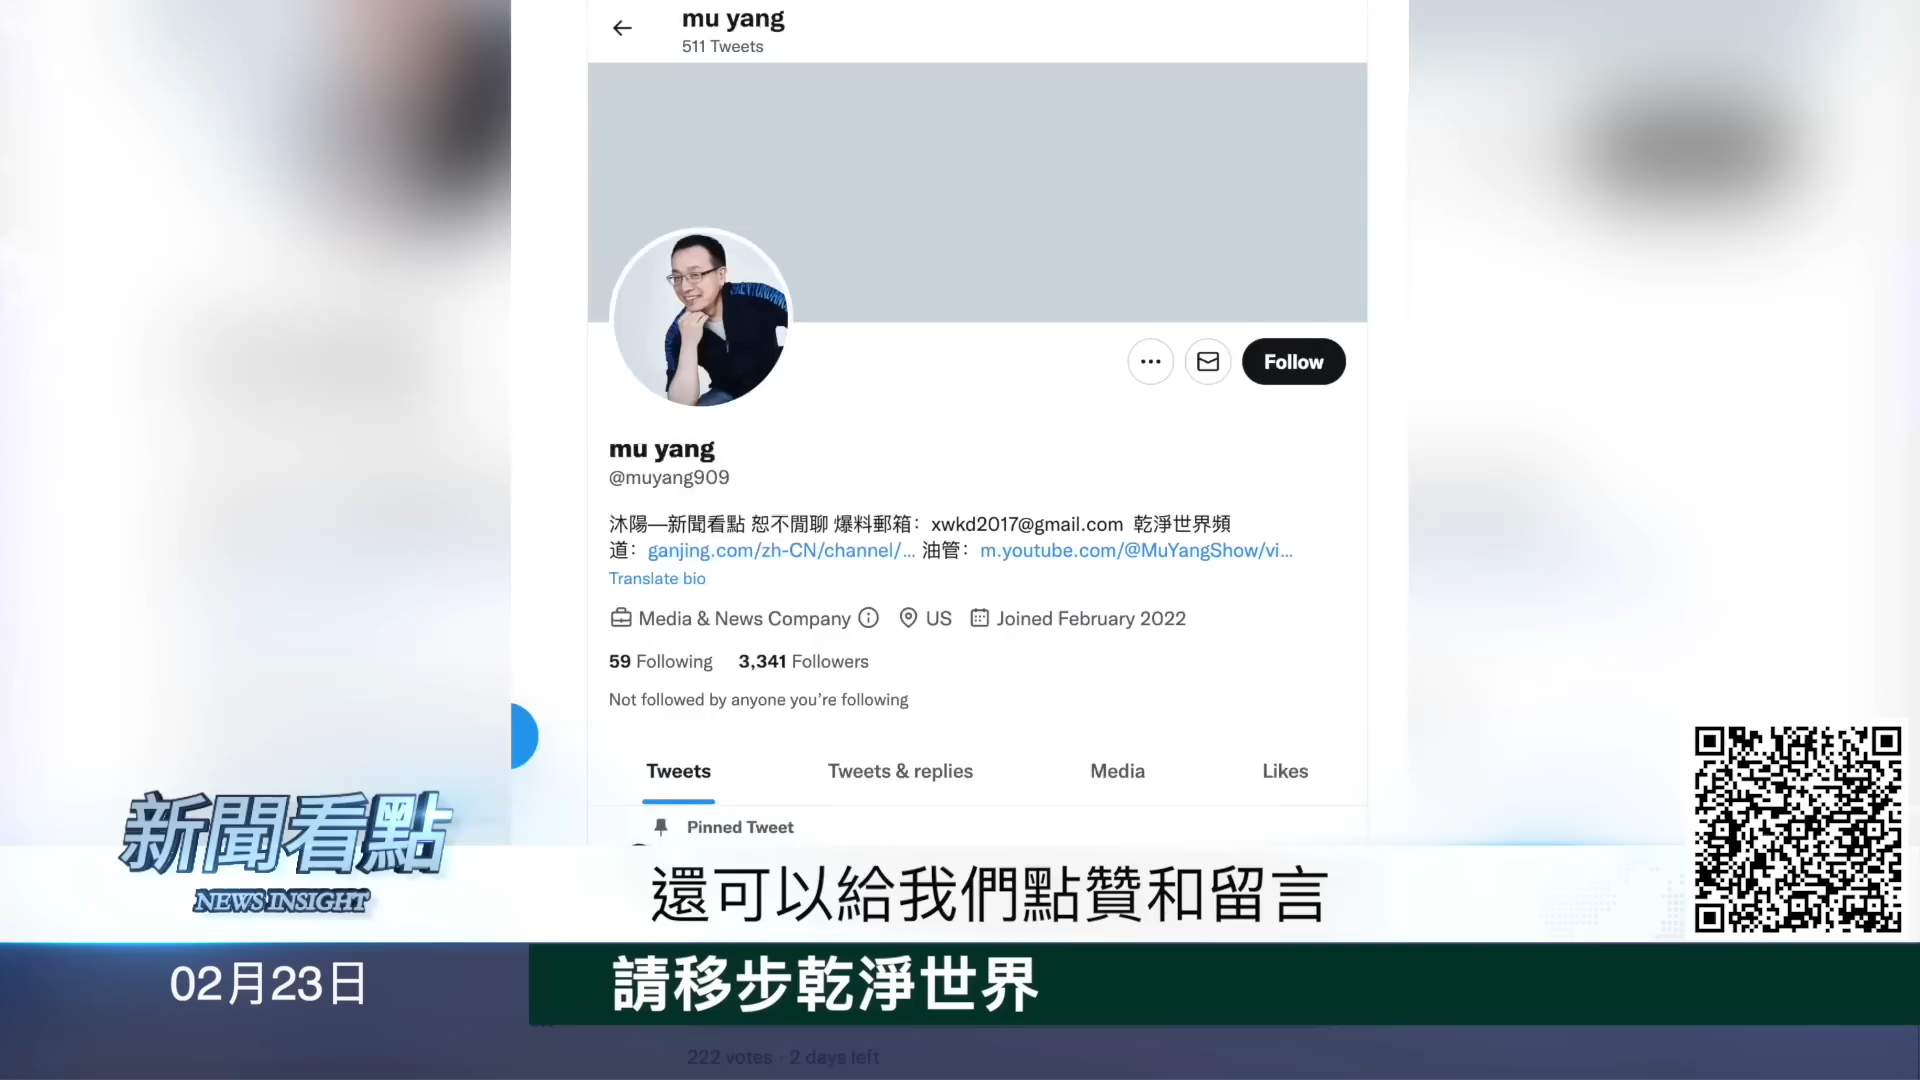 mu yang
511 Tweets
Follow
mu yang
@muyang909
沐陽—新聞看點 恕不閒聊 爆料郵箱：xwkd2017@gmail.com 乾淨世界頻
道：ganjing.com/zh-CN/channel/... 油管：m.youtube.com/@MuYangShow/vi...
Translate bio
Media & News Company US Joined February 2022
59 Following 3,341 Followers
Not followed by anyone you’re following
Tweets Tweets & replies Media Likes
Pinned Tweet
新聞看點
NEWS INSIGHT
還可以給我們點贊和留言
02月23日
請移步乾淨世界
222 votes · 2 days left